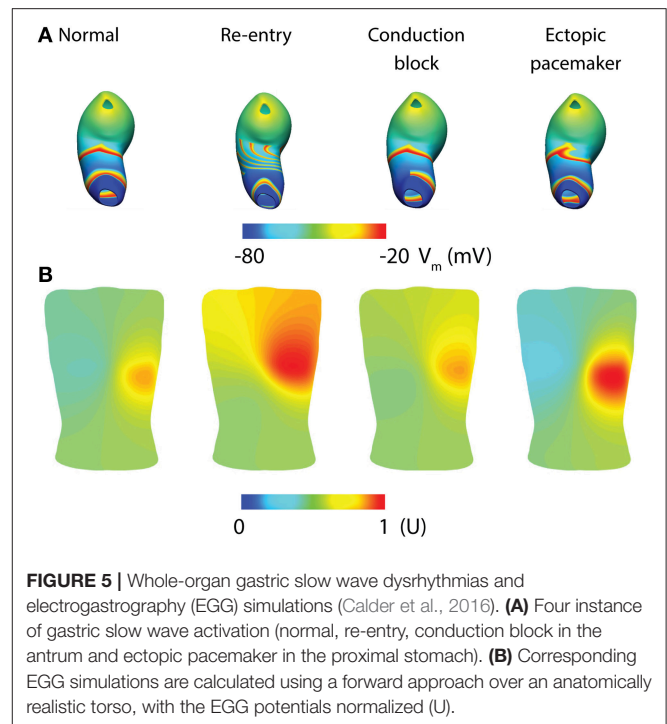 A Normal Re-entry Conduction block Ectopic pacemaker
-80 -20 V_m (mV)
B
0 1 (U)
FIGURE 5 | Whole-organ gastric slow wave dysrhythmias and
electrogastrography (EGG) simulations (Calder et al., 2016). (A) Four instance
of gastric slow wave activation (normal, re-entry, conduction block in the
antrum and ectopic pacemaker in the proximal stomach). (B) Corresponding
EGG simulations are calculated using a forward approach over an anatomically
realistic torso, with the EGG potentials normalized (U).